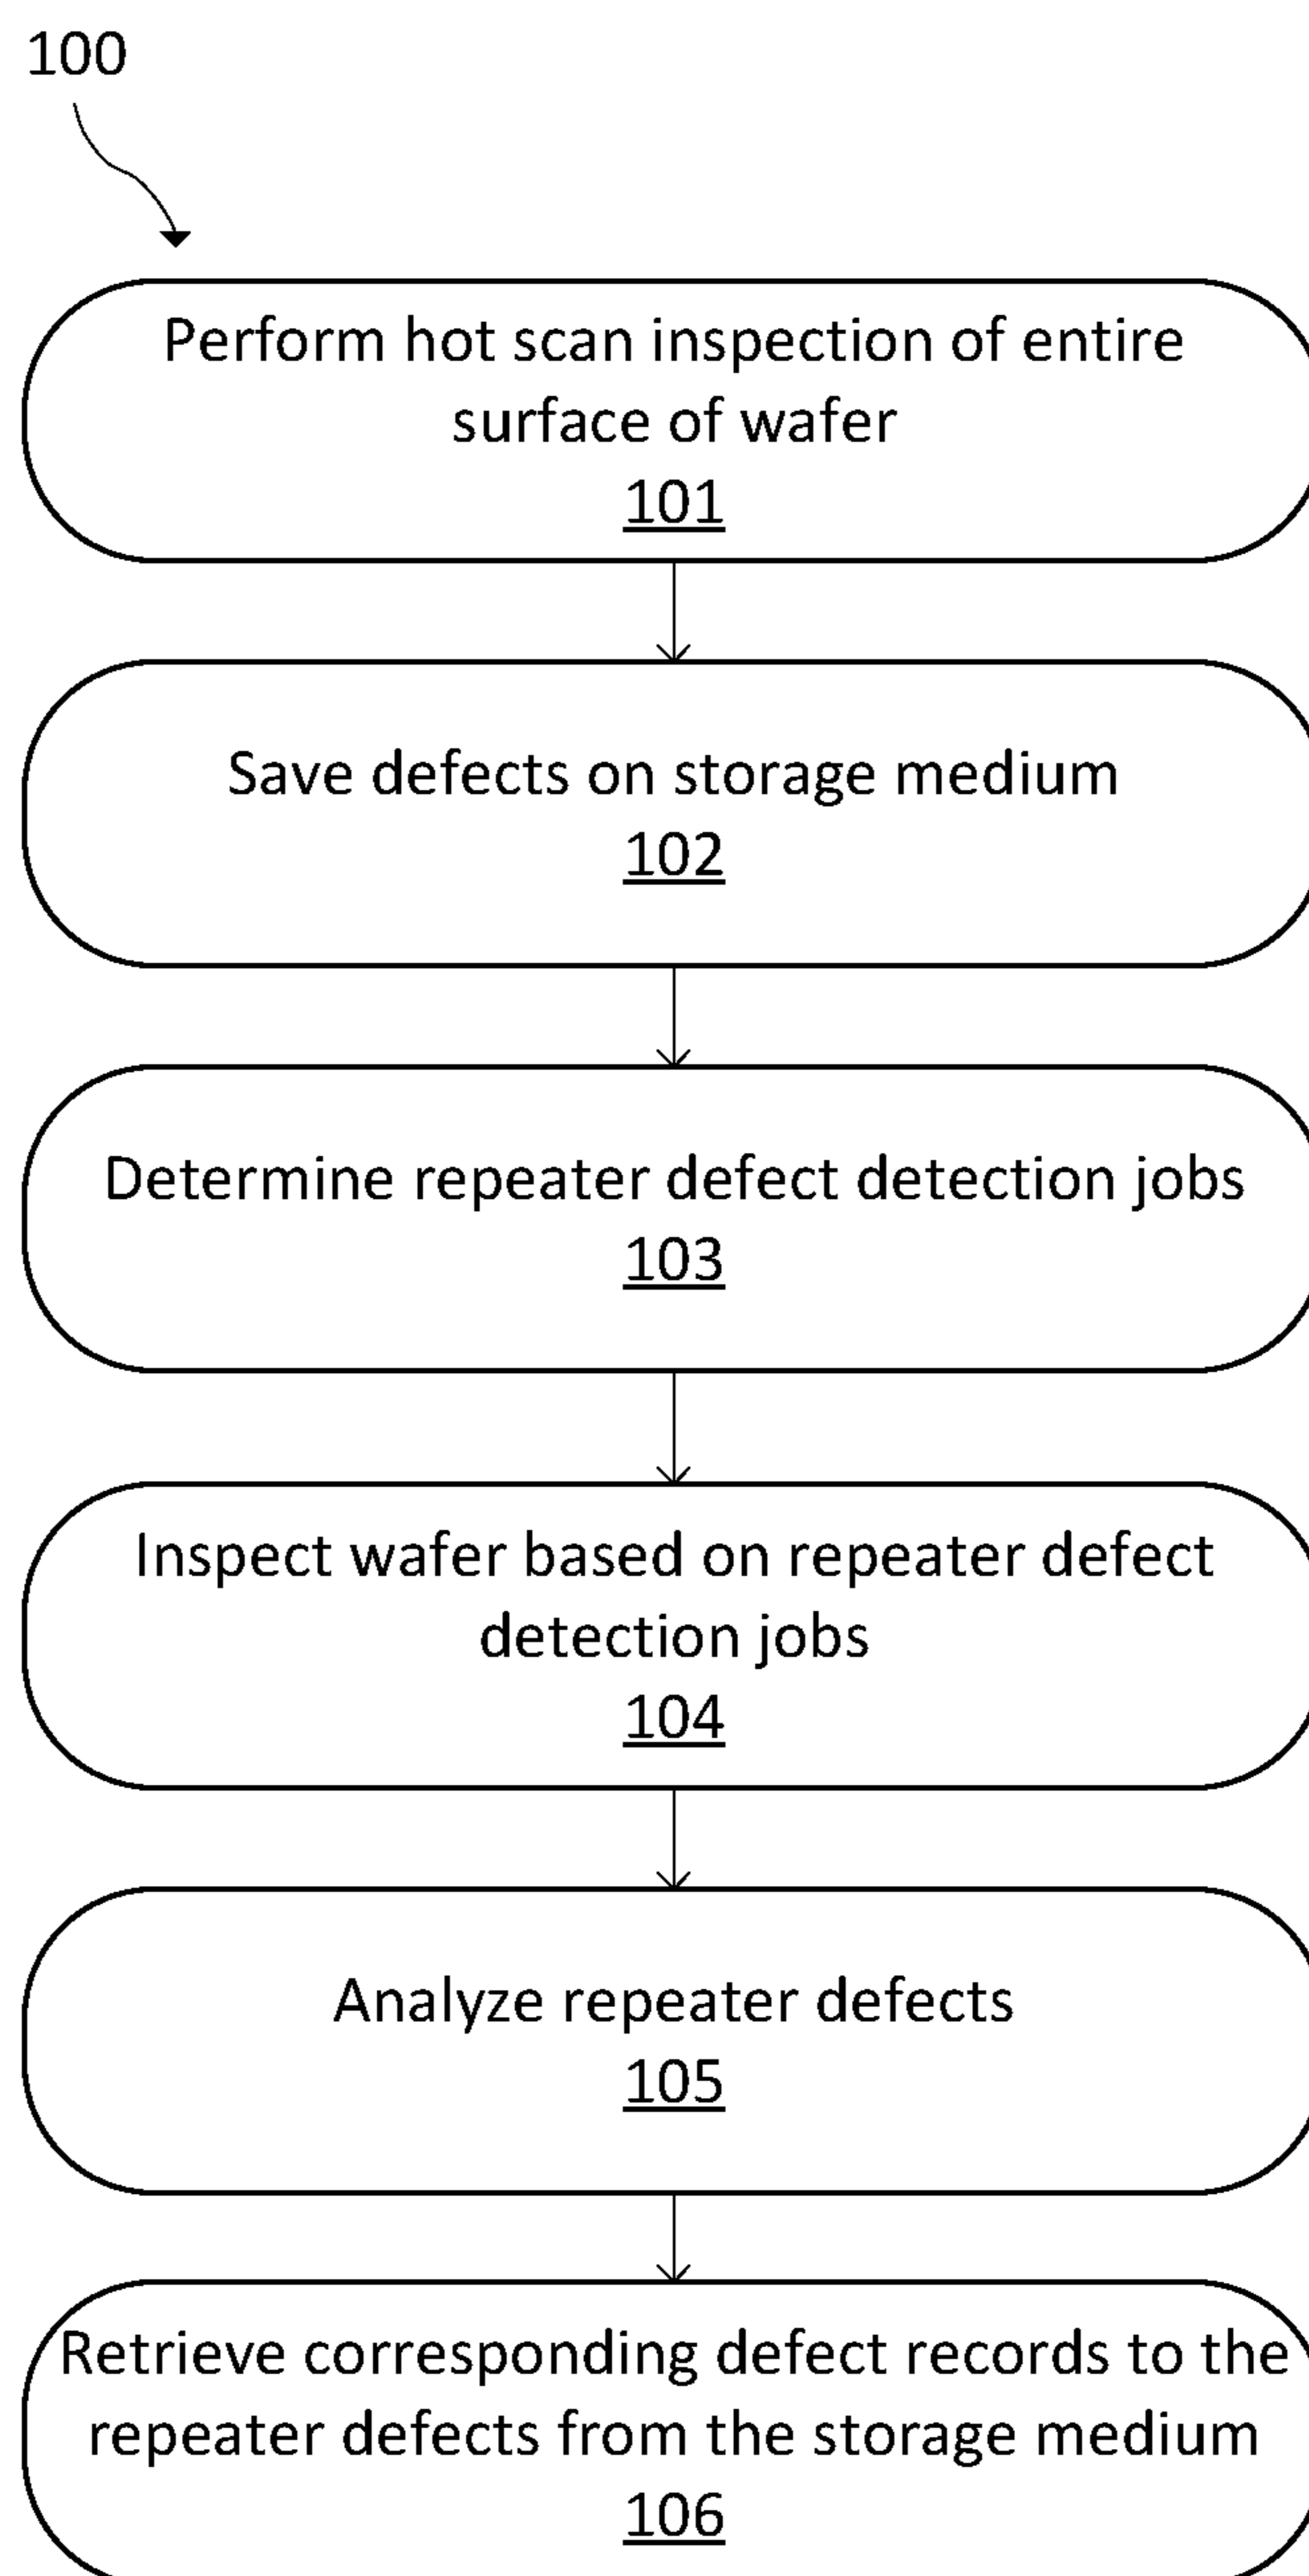 100
Perform hot scan inspection of entire
surface of wafer
101
Save defects on storage medium
102
Determine repeater defect detection jobs
103
Inspect wafer based on repeater defect
detection jobs
104
Analyze repeater defects
105
Retrieve corresponding defect records to the
repeater defects from the storage medium
106